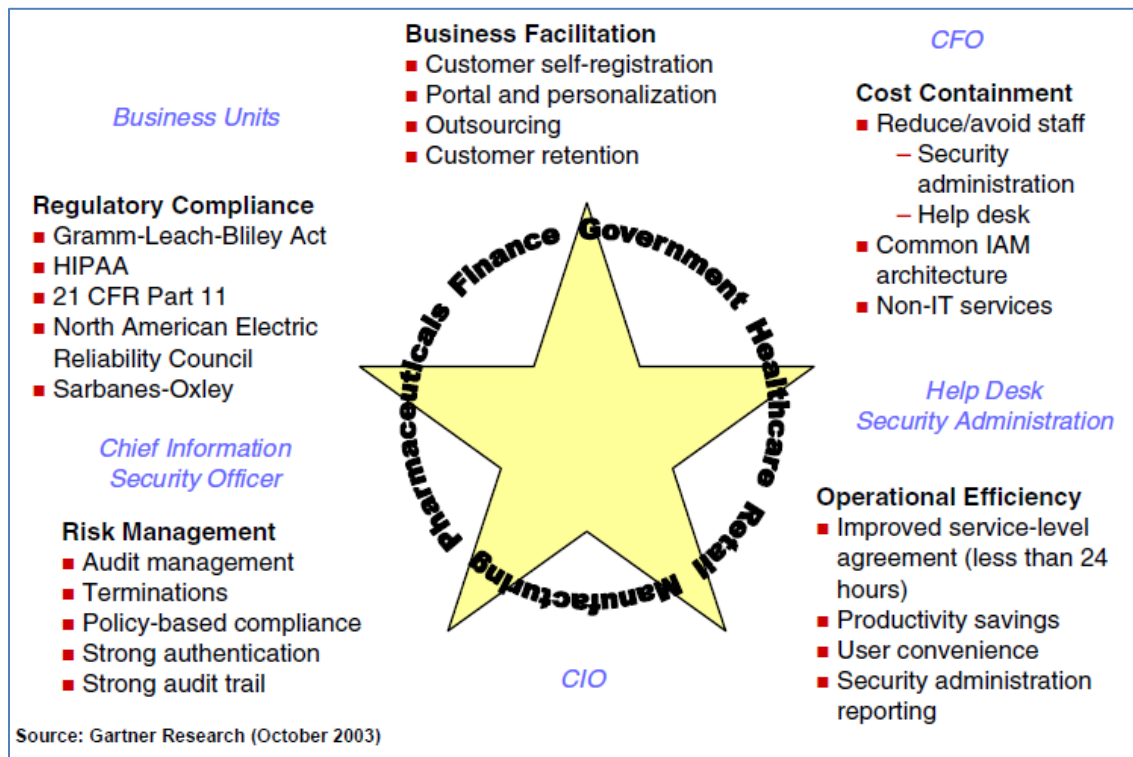 Business Facilitation
■ Customer self-registration
■ Portal and personalization
■ Outsourcing
■ Customer retention
CFO
Cost Containment
■ Reduce/avoid staff
– Security
administration
– Help desk
■ Common IAM
architecture
■ Non-IT services
Business Units
Regulatory Compliance
■ Gramm-Leach-Bliley Act
■ HIPAA
■ 21 CFR Part 11
■ North American Electric
Reliability Council
■ Sarbanes-Oxley
Government Healthcare Retail Manufacturing Pharmaceuticals Finance
Help Desk
Security Administration
Chief Information
Security Officer
Risk Management
■ Audit management
■ Terminations
■ Policy-based compliance
■ Strong authentication
■ Strong audit trail
Operational Efficiency
■ Improved service-level
agreement (less than 24
hours)
■ Productivity savings
■ User convenience
■ Security administration
reporting
CIO
Source: Gartner Research (October 2003)